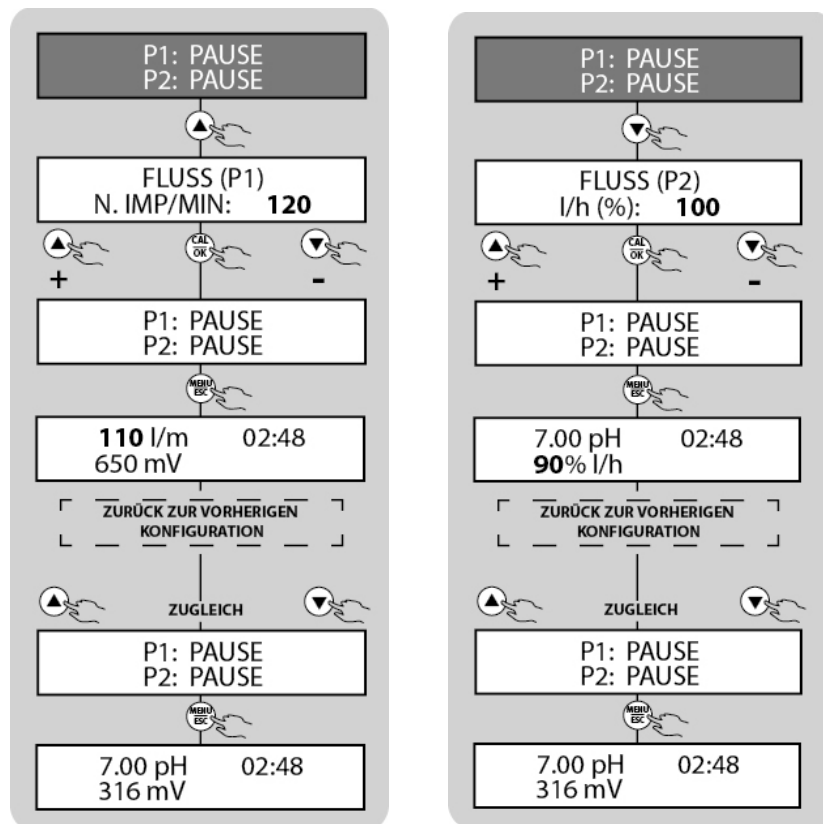 P1: PAUSE
P2: PAUSE
FLUSS (P1)
N. IMP/MIN: 120
CAL
OK
+
-
P1: PAUSE
P2: PAUSE
MENU
ESC
110 l/m 02:48
650 mV
ZURÜCK ZUR VORHERIGEN
KONFIGURATION
ZUGLEICH
P1: PAUSE
P2: PAUSE
MENU
ESC
7.00 pH 02:48
316 mV
P1: PAUSE
P2: PAUSE
FLUSS (P2)
l/h (%): 100
CAL
OK
+
-
P1: PAUSE
P2: PAUSE
MENU
ESC
7.00 pH 02:48
90% l/h
ZURÜCK ZUR VORHERIGEN
KONFIGURATION
ZUGLEICH
P1: PAUSE
P2: PAUSE
MENU
ESC
7.00 pH 02:48
316 mV